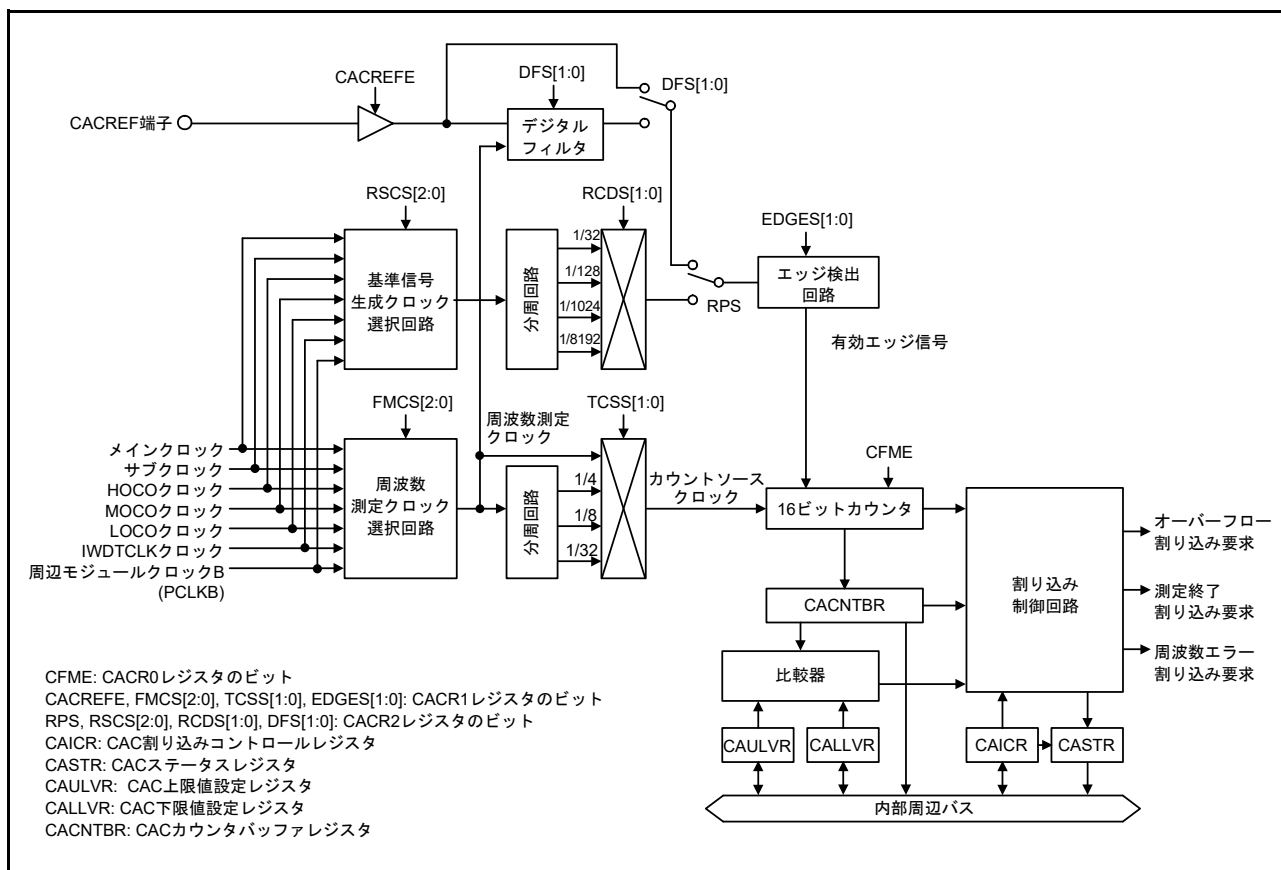 CACREFE
DFS[1:0]
DFS[1:0]
CACREF端子
デジタル
フィルタ
RSCS[2:0]
RCDS[1:0]
EDGES[1:0]
基準信号
生成クロック
選択回路
分周回路
1/32
1/128
1/1024
1/8192
RPS
エッジ検出
回路
有効エッジ信号
FMCS[2:0]
周波数測定
クロック
TCSS[1:0]
メインクロック
サブクロック
HOCOクロック
MOCOクロック
LOCOクロック
IWDTCLKクロック
周辺モジュールクロックB
(PCLKB)
周波数
測定クロック
選択回路
分周回路
1/4
1/8
1/32
カウントソース
クロック
CFME
16ビットカウンタ
CACNTBR
比較器
CAULVR
CALLVR
割り込み
制御回路
CAICR
CASTR
オーバーフロー
割り込み要求
測定終了
割り込み要求
周波数エラー
割り込み要求
内部周辺バス
CFME: CACR0レジスタのビット
CACREFE, FMCS[2:0], TCSS[1:0], EDGES[1:0]: CACR1レジスタのビット
RPS, RSCS[2:0], RCDS[1:0], DFS[1:0]: CACR2レジスタのビット
CAICR: CAC割り込みコントロールレジスタ
CASTR: CACステータスレジスタ
CAULVR: CAC上限値設定レジスタ
CALLVR: CAC下限値設定レジスタ
CACNTBR: CACカウンタバッファレジスタ